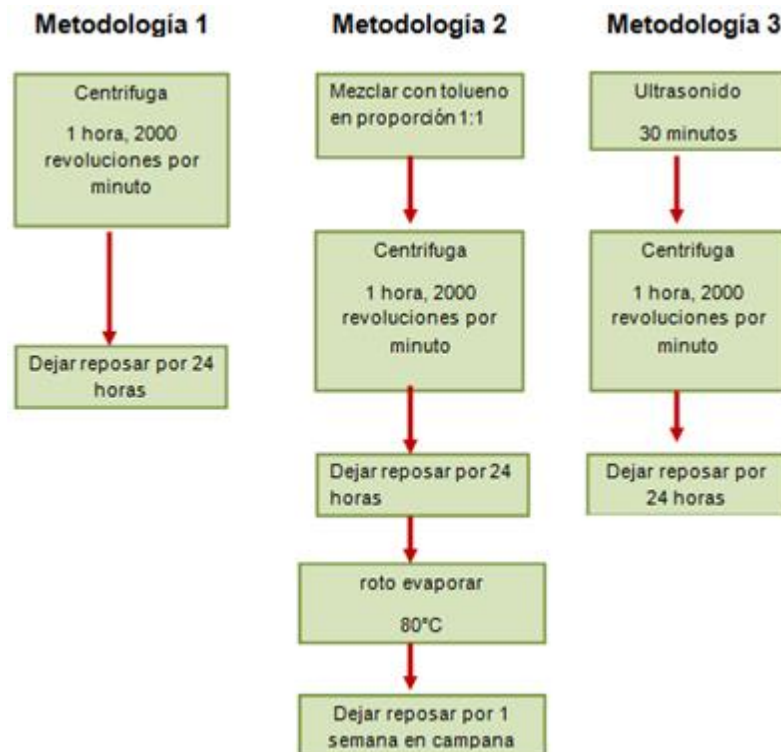 Metodología 1
Centrifuga
1 hora, 2000
revoluciones por
minuto
Dejar reposar por 24
horas
Metodología 2
Mezclar con tolueno
en proporción 1:1
Centrifuga
1 hora, 2000
revoluciones por
minuto
Dejar reposar por 24
horas
roto evaporar
80°C
Dejar reposar por 1
semana en campana
Metodología 3
Ultrasonido
30 minutos
Centrifuga
1 hora, 2000
revoluciones por
minuto
Dejar reposar por
24 horas